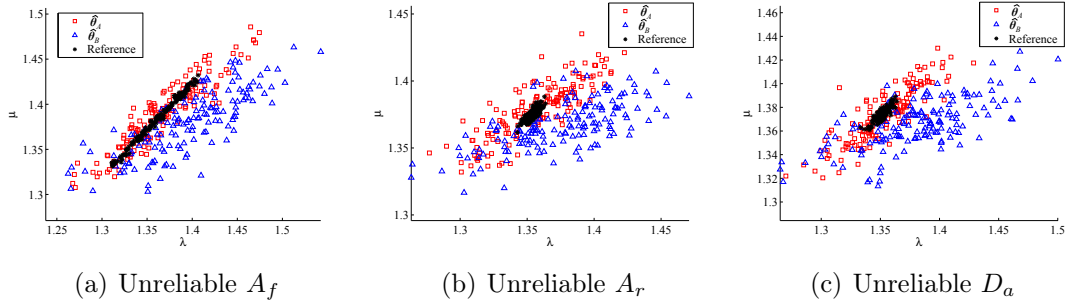 θ̂_A
θ̂_B
Reference
1.5
1.45
1.4
1.35
1.3
μ
1.25 1.3 1.35 1.4 1.45 1.5
λ
(a) Unreliable A_f
θ̂_A
θ̂_B
Reference
1.45
1.4
1.35
1.3
μ
1.3 1.35 1.4 1.45
λ
(b) Unreliable A_r
θ̂_A
θ̂_B
Reference
1.46
1.44
1.42
1.4
1.38
1.36
1.34
1.32
1.3
μ
1.3 1.35 1.4 1.45 1.5
λ
(c) Unreliable D_a